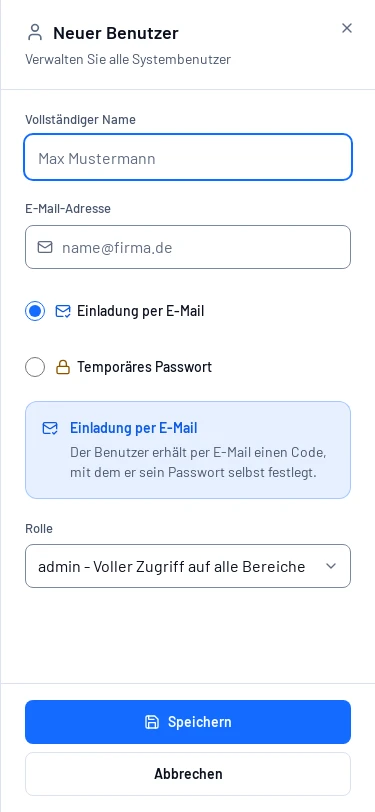 Neuer Benutzer
Verwalten Sie alle Systembenutzer
Vollständiger Name
Max Mustermann
E-Mail-Adresse
name@firma.de
Einladung per E-Mail
Temporäres Passwort
Einladung per E-Mail
Der Benutzer erhält per E-Mail einen Code,
mit dem er sein Passwort selbst festlegt.
Rolle
admin - Voller Zugriff auf alle Bereiche
Speichern
Abbrechen